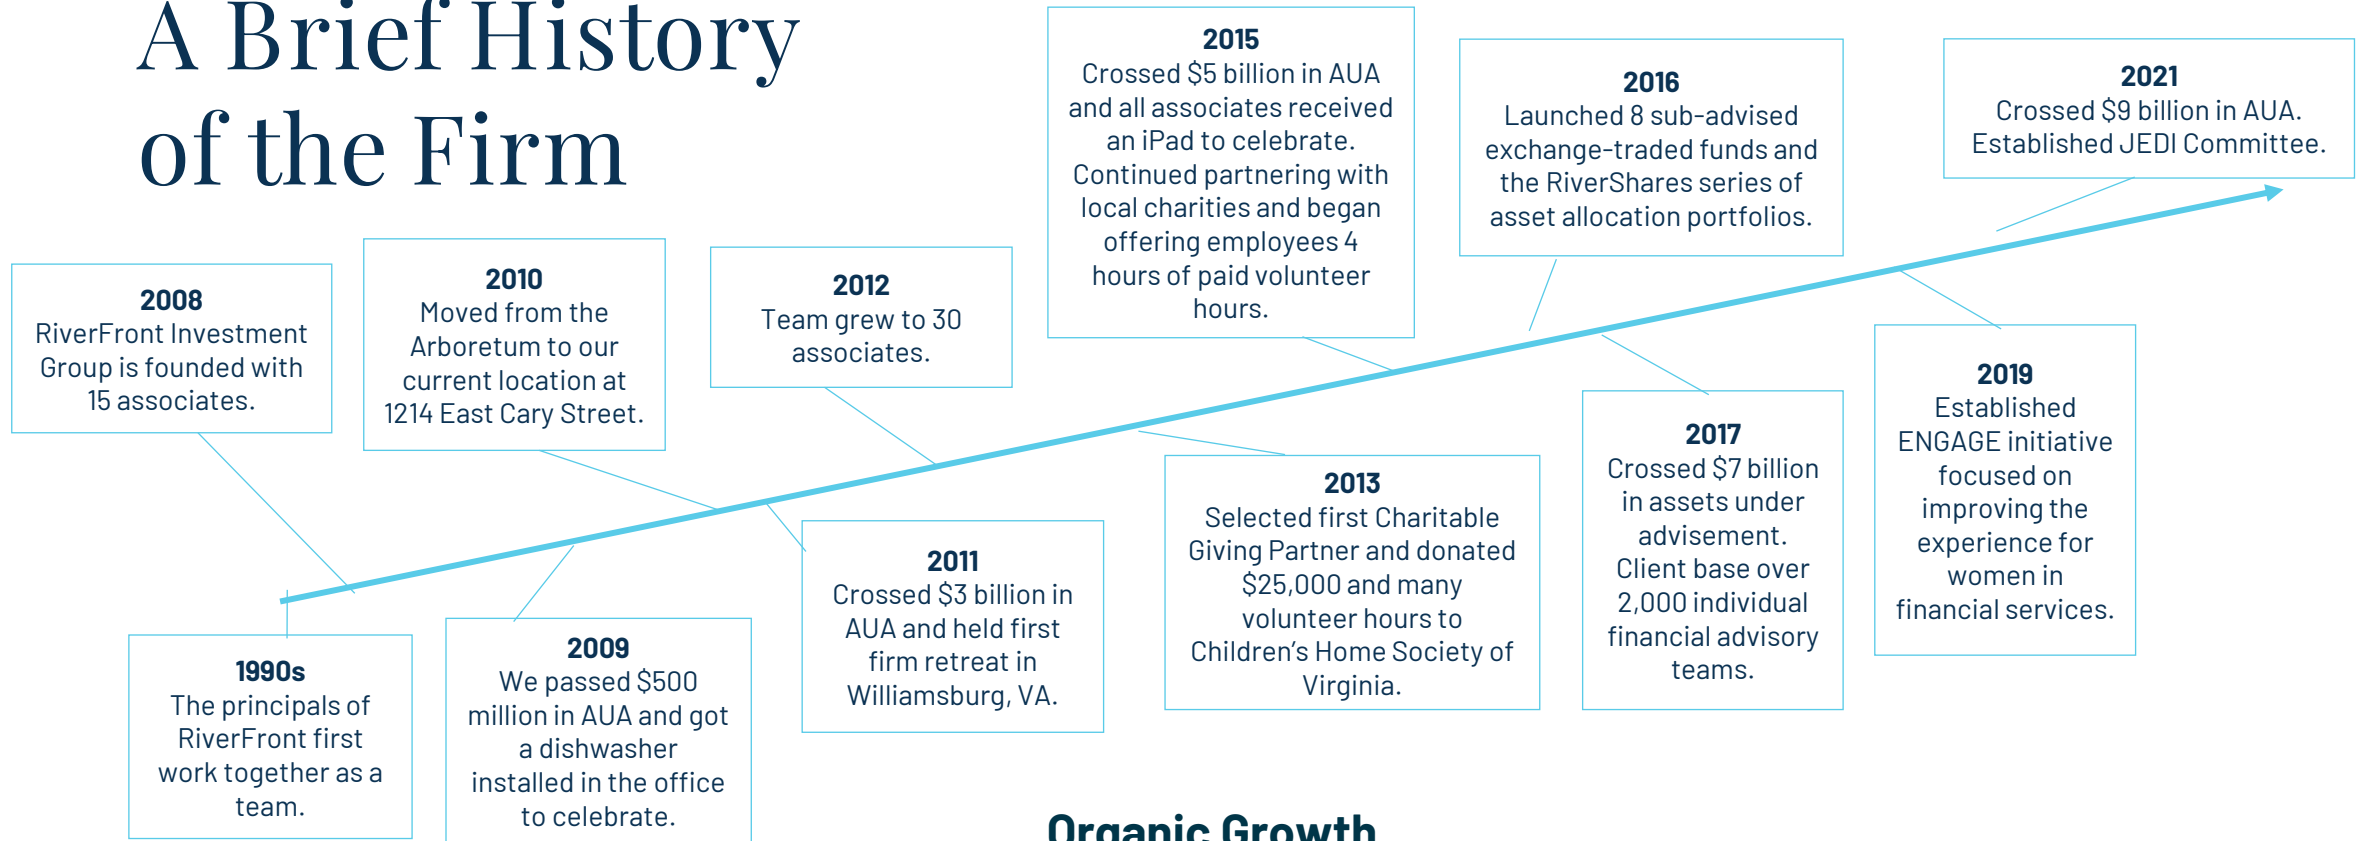 A Brief History
of the Firm
1990s
The principals of
RiverFront first
work together as a
team.
2008
RiverFront Investment
Group is founded with
15 associates.
2009
We passed $500
million in AUA and got
a dishwasher
installed in the office
to celebrate.
2010
Moved from the
Arboretum to our
current location at
1214 East Cary Street.
2011
Crossed $3 billion in
AUA and held first
firm retreat in
Williamsburg, VA.
2012
Team grew to 30
associates.
2013
Selected first Charitable
Giving Partner and donated
$25,000 and many
volunteer hours to
Children’s Home Society of
Virginia.
2015
Crossed $5 billion in AUA
and all associates received
an iPad to celebrate.
Continued partnering with
local charities and began
offering employees 4
hours of paid volunteer
hours.
2016
Launched 8 sub-advised
exchange-traded funds and
the RiverShares series of
asset allocation portfolios.
2017
Crossed $7 billion
in assets under
advisement.
Client base over
2,000 individual
financial advisory
teams.
2019
Established
ENGAGE initiative
focused on
improving the
experience for
women in
financial services.
2021
Crossed $9 billion in AUA.
Established JEDI Committee.
Organic Growth